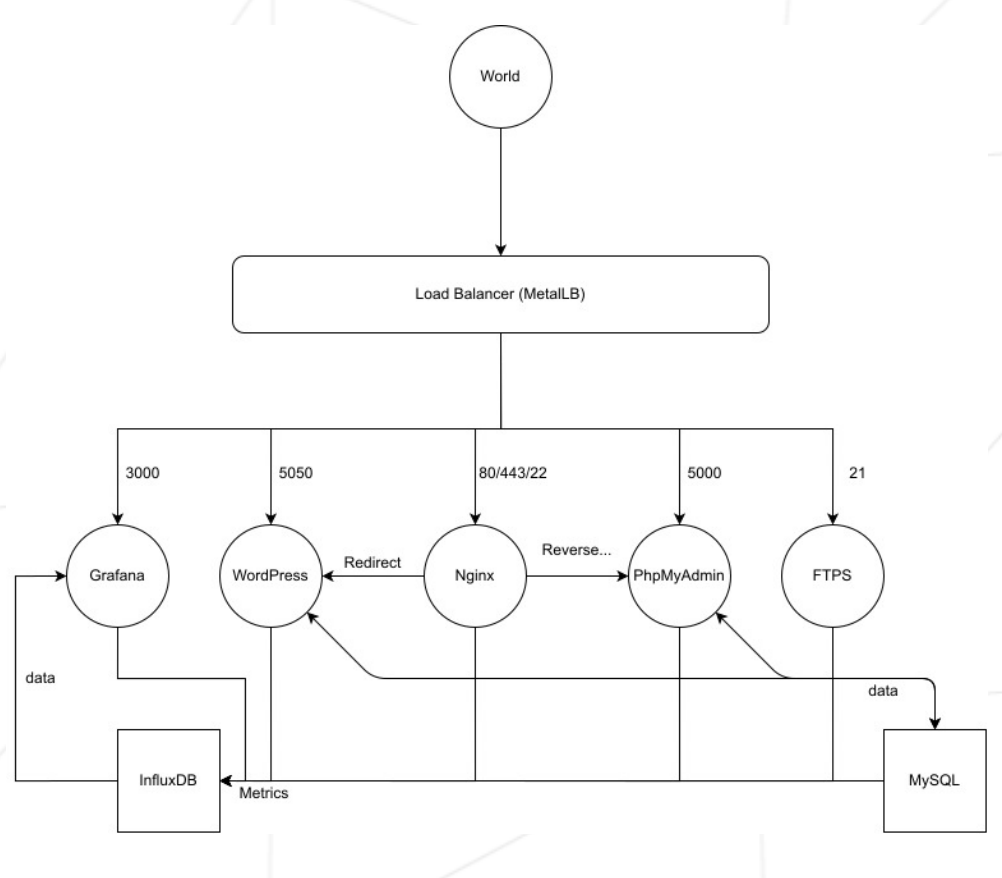 World
Load Balancer (MetalLB)
3000
5050
80/443/22
5000
21
Grafana
WordPress
Redirect
Nginx
Reverse...
PhpMyAdmin
FTPS
data
data
InfluxDB
Metrics
MySQL